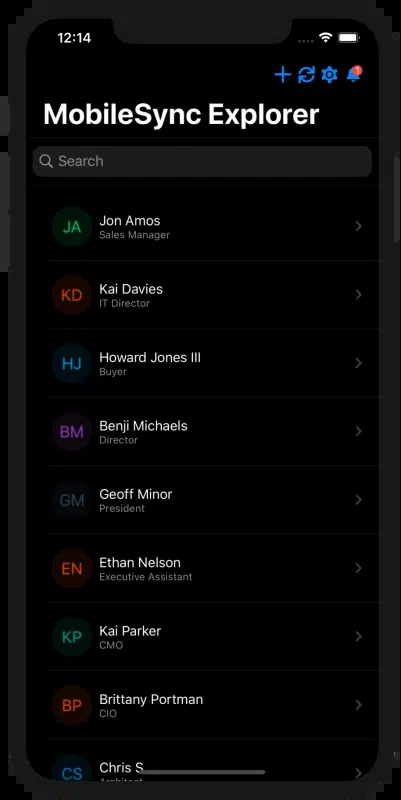 12:14
1
MobileSync Explorer
Search
JA
Jon Amos
Sales Manager
KD
Kai Davies
IT Director
HJ
Howard Jones III
Buyer
BM
Benji Michaels
Director
GM
Geoff Minor
President
EN
Ethan Nelson
Executive Assistant
KP
Kai Parker
CMO
BP
Brittany Portman
CIO
CS
Chris S